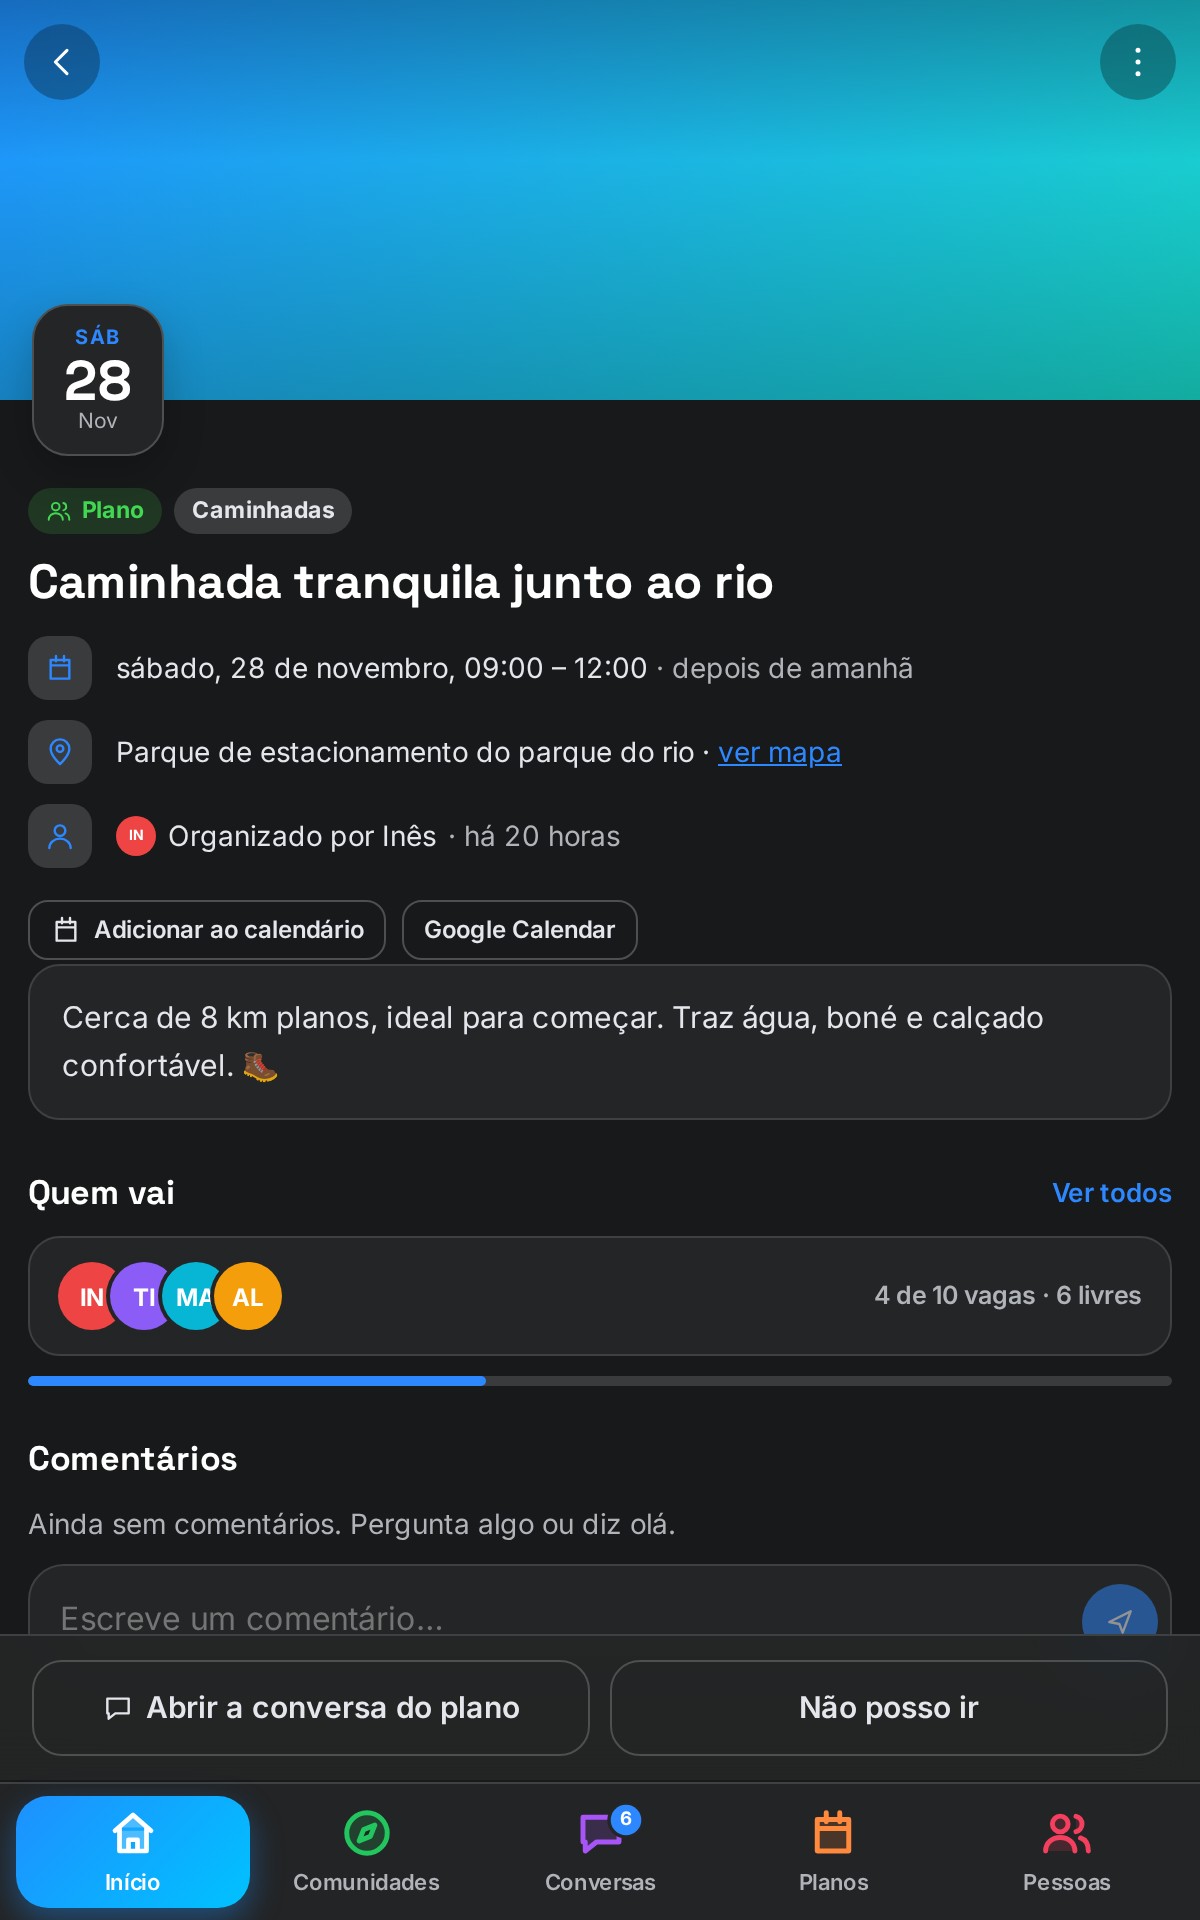 SÁB
28
Nov
Plano
Caminhadas
Caminhada tranquila junto ao rio
sábado, 28 de novembro, 09:00 – 12:00 · depois de amanhã
Parque de estacionamento do parque do rio · ver mapa
IN Organizado por Inês · há 20 horas
Adicionar ao calendário
Google Calendar
Cerca de 8 km planos, ideal para começar. Traz água, boné e calçado
confortável. 🥾
Quem vai
Ver todos
IN TI MA AL
4 de 10 vagas · 6 livres
Comentários
Ainda sem comentários. Pergunta algo ou diz olá.
Escreve um comentário...
Abrir a conversa do plano
Não posso ir
6
Início
Comunidades
Conversas
Planos
Pessoas